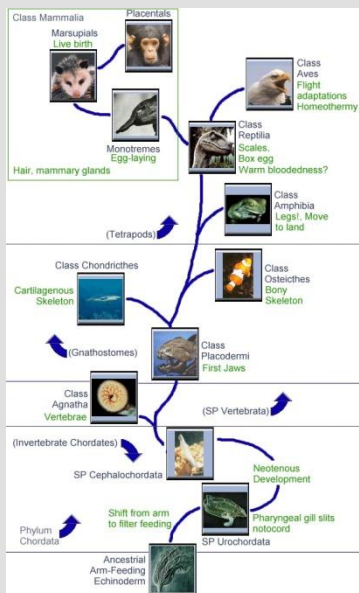 Class Mammalia
Placentals
Marsupials
Live birth
Monotremes
Egg-laying
Hair, mammary glands
Class
Aves
Flight
adaptations
Homeothermy
Class
Reptilia
Scales,
Box egg
Warm bloodedness?
Class
Amphibia
Legs!, Move
to land
(Tetrapods)
Class Chondricthes
Cartilagenous
Skeleton
Class
Osteicthes
Bony
Skeleton
(Gnathostomes)
Class
Placodermi
First Jaws
Class
Agnatha
Vertebrae
(SP Vertebrata)
(Invertebrate Chordates)
SP Cephalochordata
Neotenous
Development
Shift from arm
to filter feeding
Pharyngeal gill slits
notocord
SP Urochordata
Phylum
Chordata
Ancestral
Arm-Feeding
Echinoderm